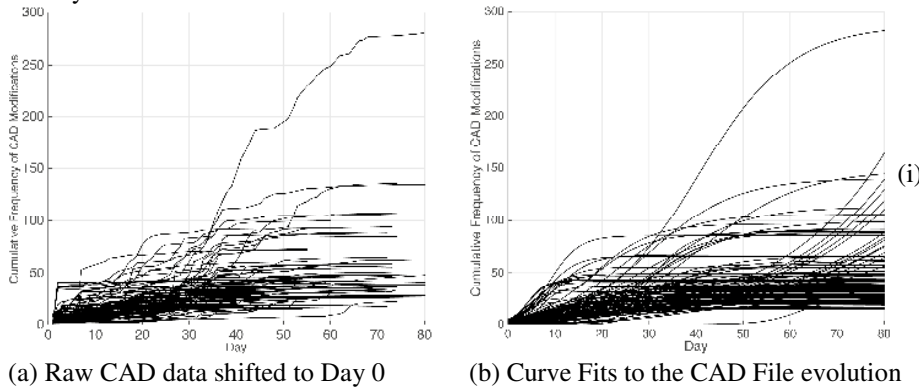 300
250
200
150
100
50
0
Cumulative Frequency of CAD Modifications
0 10 20 30 40 50 60 70 80
Day
(a) Raw CAD data shifted to Day 0
300
250
200
150
100
50
0
Cumulative Frequency of CAD Modifications
0 10 20 30 40 50 60 70 80
Day
(b) Curve Fits to the CAD File evolution
(i)